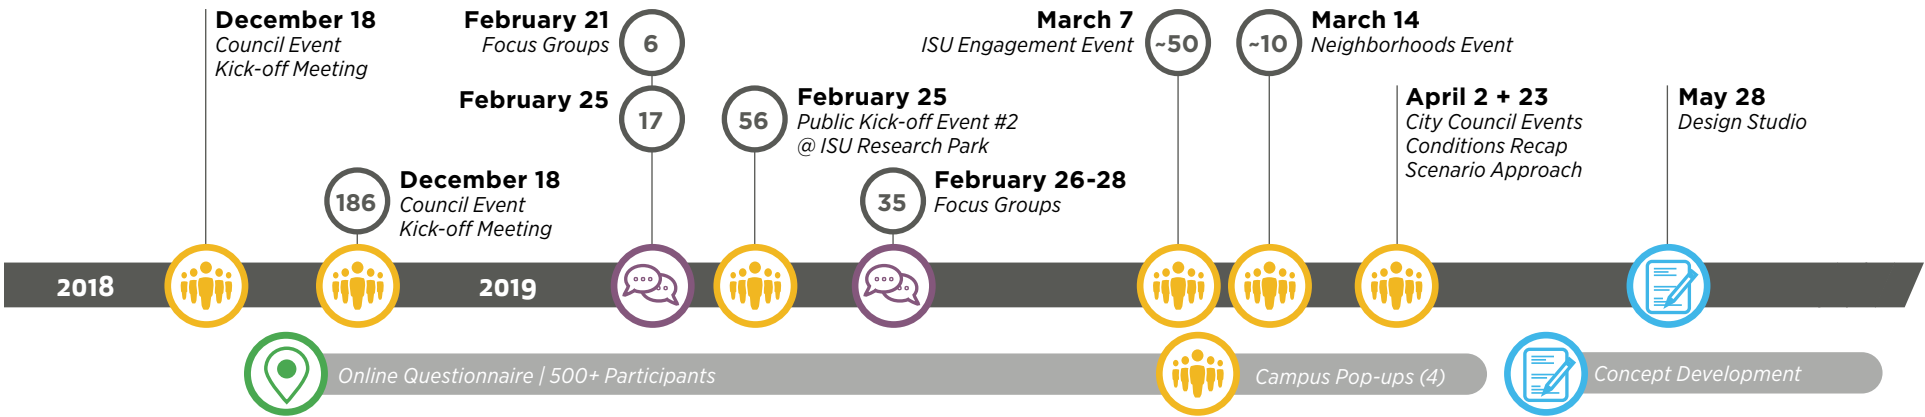 December 18
Council Event
Kick-off Meeting
186
December 18
Council Event
Kick-off Meeting
February 21
Focus Groups
6
February 25
17
56
February 25
Public Kick-off Event #2
@ ISU Research Park
35
February 26-28
Focus Groups
March 7
ISU Engagement Event
~50
~10
March 14
Neighborhoods Event
April 2 + 23
City Council Events
Conditions Recap
Scenario Approach
May 28
Design Studio
2018
2019
Online Questionnaire | 500+ Participants
Campus Pop-ups (4)
Concept Development